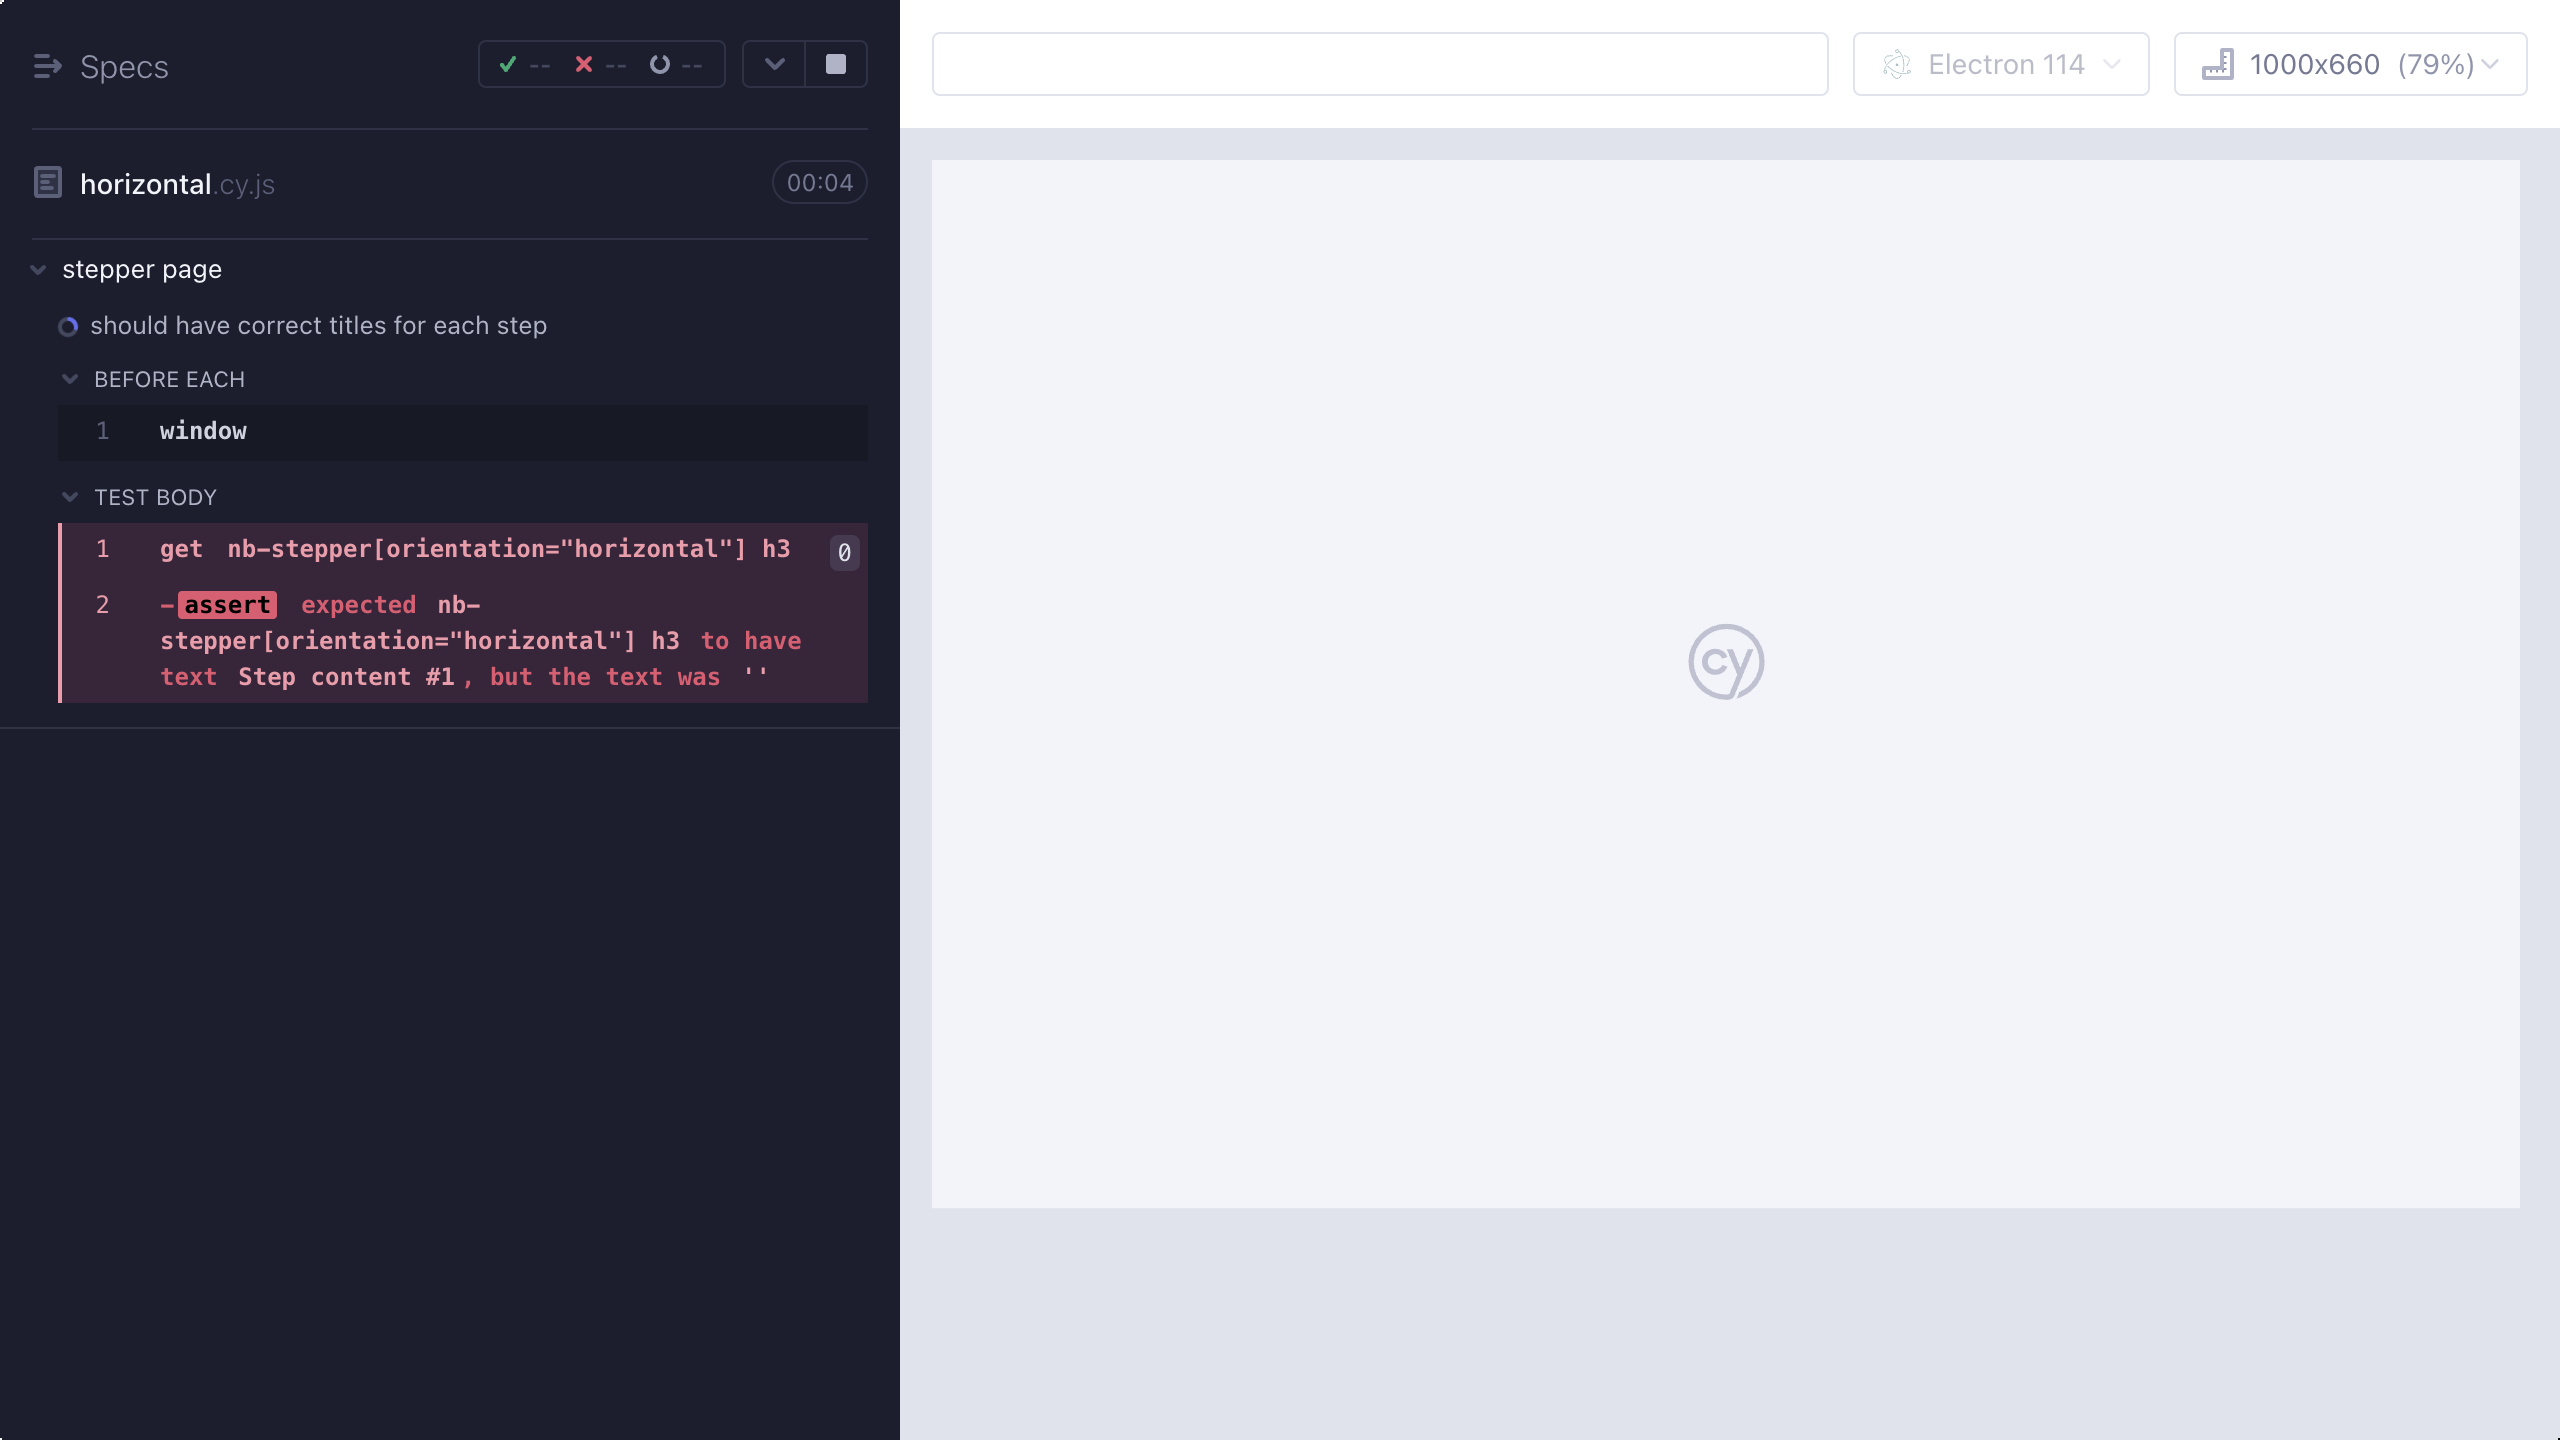 Specs
-- -- --
horizontal.cy.js
00:04
stepper page
should have correct titles for each step
BEFORE EACH
1 window
TEST BODY
1 get nb-stepper[orientation="horizontal"] h3 0
2 -assert expected nb-
stepper[orientation="horizontal"] h3 to have
text Step content #1, but the text was ''
Electron 114
1000x660 (79%)
cy